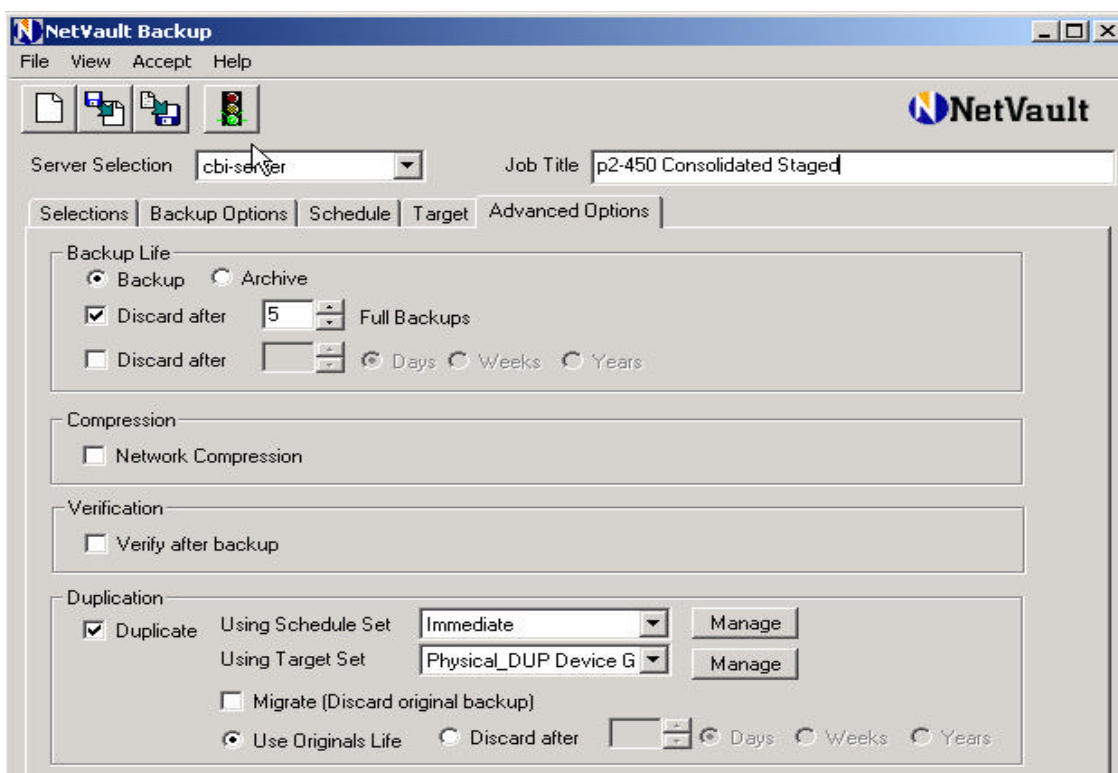 NetVault Backup
File View Accept Help
NetVault
Server Selection cbi-server Job Title p2-450 Consolidated Staged
Selections Backup Options Schedule Target Advanced Options
Backup Life
Backup Archive
Discard after 5 Full Backups
Discard after Days Weeks Years
Compression
Network Compression
Verification
Verify after backup
Duplication
Duplicate Using Schedule Set Immediate Manage
Using Target Set Physical_DUP Device G Manage
Migrate (Discard original backup)
Use Originals Life Discard after Days Weeks Years